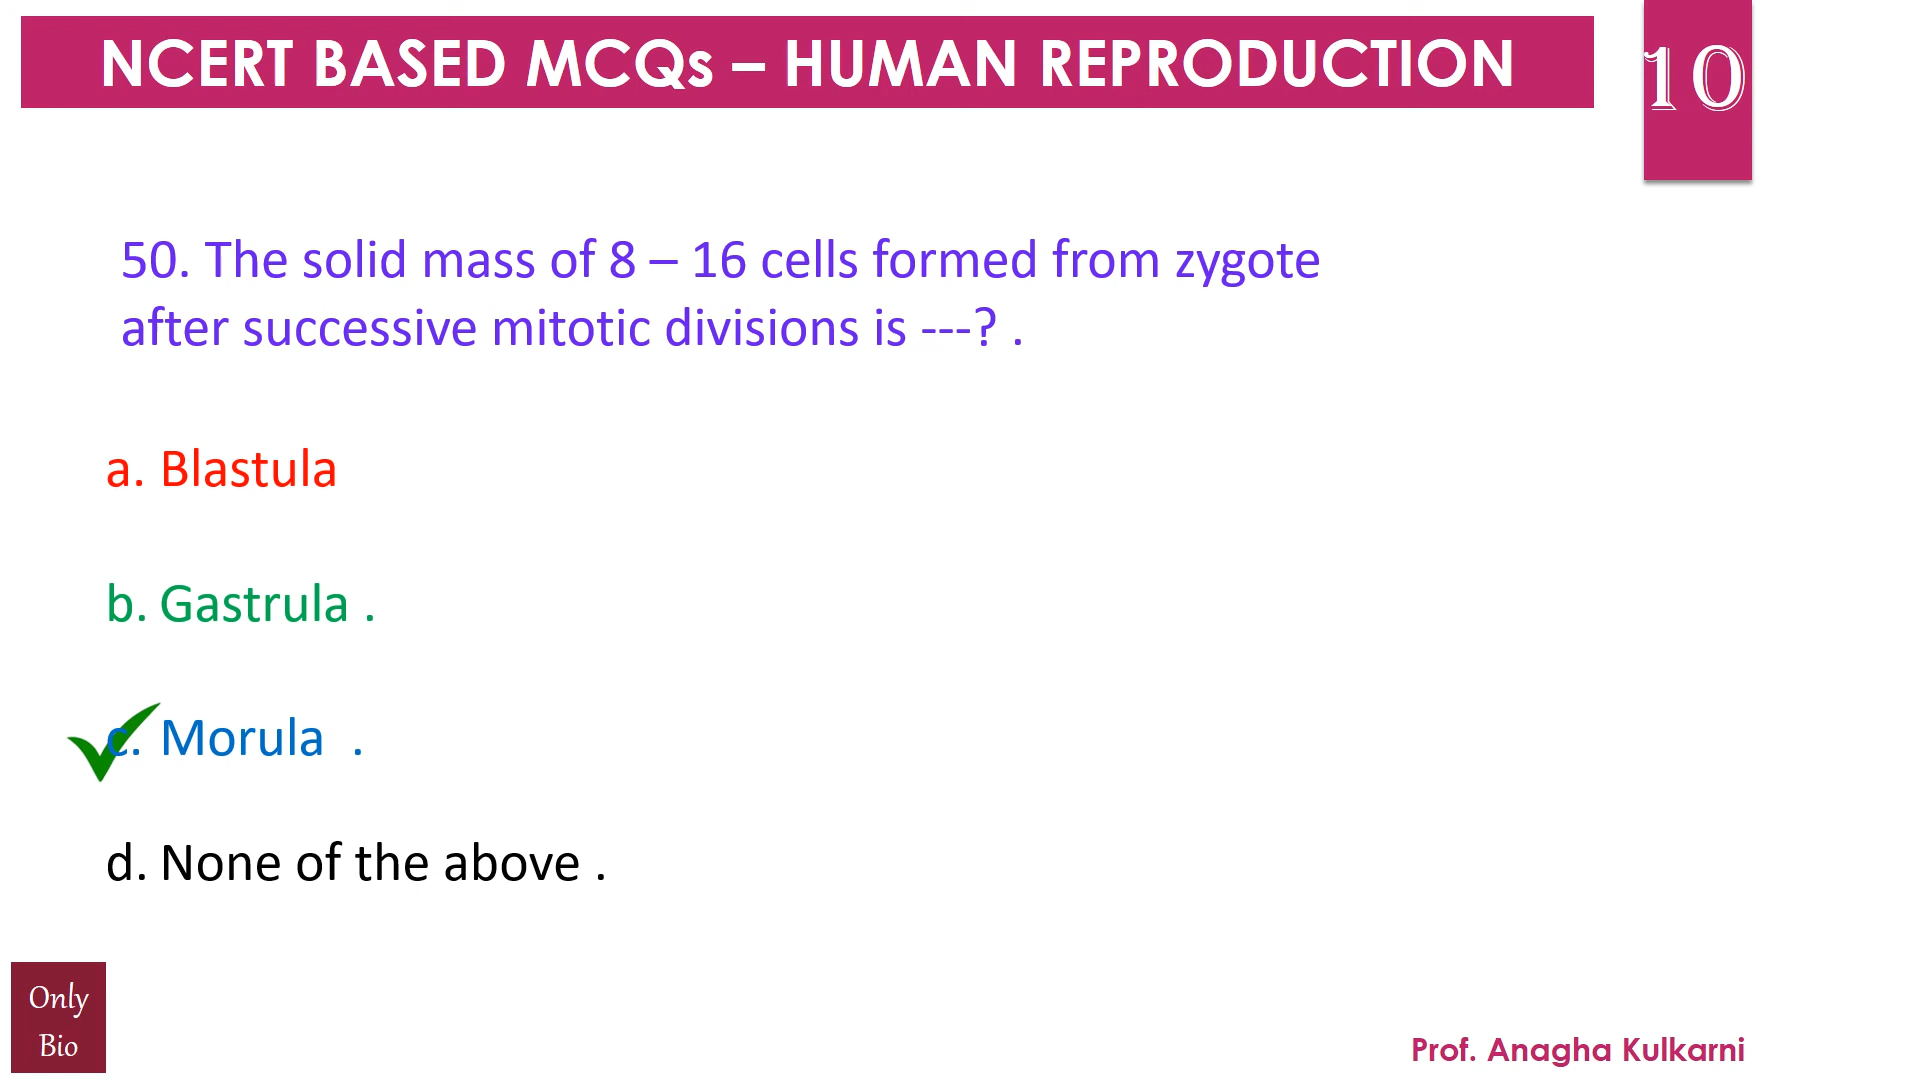 NCERT BASED MCQs – HUMAN REPRODUCTION
10
50. The solid mass of 8 – 16 cells formed from zygote
after successive mitotic divisions is ---? .
a. Blastula
b. Gastrula .
c. Morula  .
d. None of the above .
Only
Bio
Prof. Anagha Kulkarni